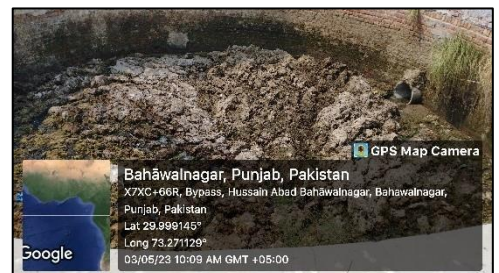 GPS Map Camera
Bahāwalnagar, Punjab, Pakistan
X7XC+66R, Bypass, Hussain Abad Bahāwalnagar, Bahawalnagar,
Punjab, Pakistan
Lat 29.999145°
Long 73.271129°
03/05/23 10:09 AM GMT +05:00
Google